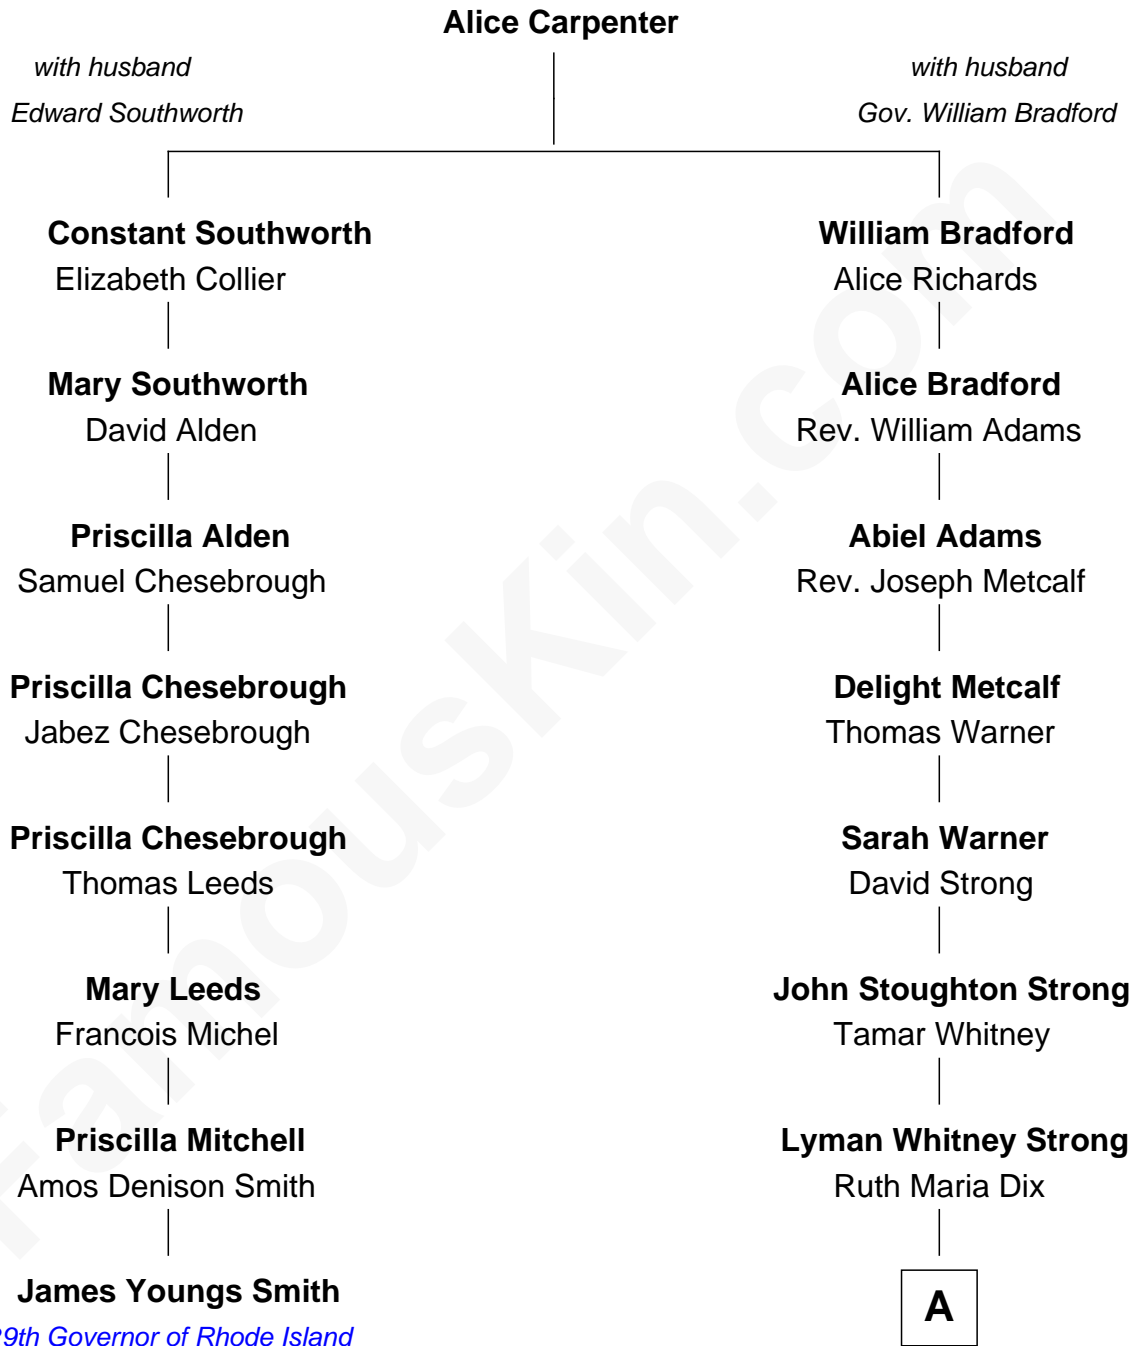 Alice Carpenter
with husband
Edward Southworth
with husband
Gov. William Bradford
Constant Southworth
Elizabeth Collier
William Bradford
Alice Richards
Mary Southworth
David Alden
Alice Bradford
Rev. William Adams
Priscilla Alden
Samuel Chesebrough
Abiel Adams
Rev. Joseph Metcalf
Priscilla Chesebrough
Jabez Chesebrough
Delight Metcalf
Thomas Warner
Priscilla Chesebrough
Thomas Leeds
Sarah Warner
David Strong
Mary Leeds
Francois Michel
John Stoughton Strong
Tamar Whitney
Priscilla Mitchell
Amos Denison Smith
Lyman Whitney Strong
Ruth Maria Dix
James Youngs Smith
29th Governor of Rhode Island
A
FamousKin.com